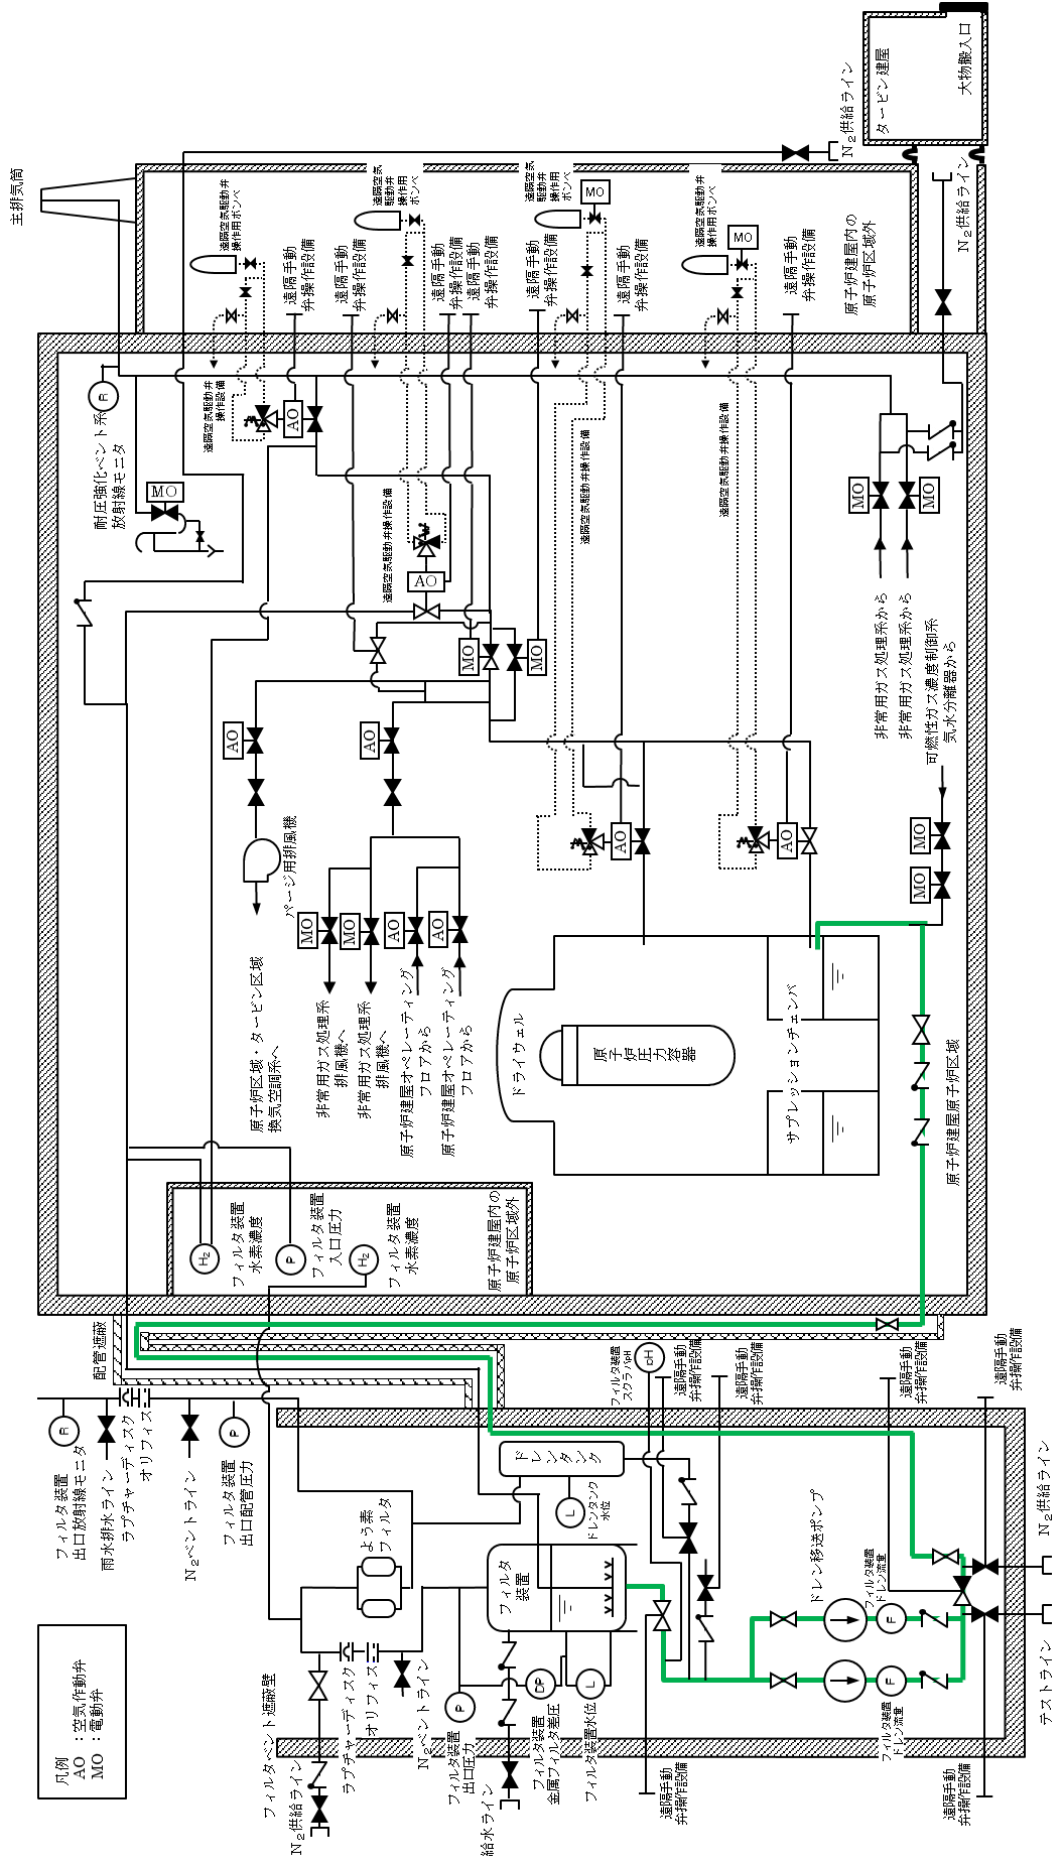 主排気筒
凡例
AO ：空気作動弁
MO ：電動弁
フィルタ装置
出口放射線モニタ
雨水排水ライン
ラプチャーディスク
オリフィス
N₂ベントライン
フィルタ装置
出口配管圧力
配管遮蔽
R
P
耐圧強化ベント系
放射線モニタ
R
MO
遠隔空気駆動弁
操作用ボンベ
遠隔手動
弁操作設備
遠隔手動
弁操作設備
遠隔空気
駆動弁
操作用
ボンベ
遠隔手動
弁操作設備
遠隔手動
弁操作設備
遠隔空気
駆動弁
操作用
ボンベ
MO
遠隔手動
弁操作設備
遠隔手動
弁操作設備
遠隔空気駆動弁
操作用ボンベ
MO
遠隔手動
弁操作設備
原子炉建屋内の
原子炉区域外
N₂供給ライン
タービン建屋
大物搬入口
N₂供給ライン
遠隔空気駆動弁
操作設備
AO
遠隔空気駆動弁操作設備
AO
MO
MO
遠隔空気駆動弁操作設備
AO
遠隔空気駆動弁操作設備
AO
AO
AO
パージ用排風機
原子炉区域・タービン区域
換気空調系へ
MO
MO
AO
AO
非常用ガス処理系
排風機へ
非常用ガス処理系
排風機へ
原子炉建屋オペレーティング
フロアから
原子炉建屋オペレーティング
フロアから
MO
MO
非常用ガス処理系から
非常用ガス処理系から
可燃性ガス濃度制御系
気水分離器から
MO
MO
H₂
フィルタ装置
水素濃度
P
フィルタ装置
入口圧力
H₂
フィルタ装置
水素濃度
原子炉建屋内の
原子炉区域外
ドライウェル
原子炉圧力容器
サプレッションチェンバ
原子炉建屋原子炉区域
フィルタベント遮蔽壁
N₂供給ライン
ラプチャーディスク
オリフィス
N₂ベントライン
よう素
フィルタ
フィルタ装置
出口圧力
P
給水ライン
フィルタ
装置
ドレンタンク
L
ドレンタンク
水位
DP
フィルタ装置
金属フィルタ差圧
L
フィルタ装置水位
フィルタ装置
スクラバpH
pH
遠隔手動
弁操作設備
遠隔手動
弁操作設備
遠隔手動
弁操作設備
ドレン移送ポンプ
F
フィルタ装置
ドレン流量
F
フィルタ装置
ドレン流量
遠隔手動
弁操作設備
遠隔手動
弁操作設備
遠隔手動
弁操作設備
テストライン
N₂供給ライン